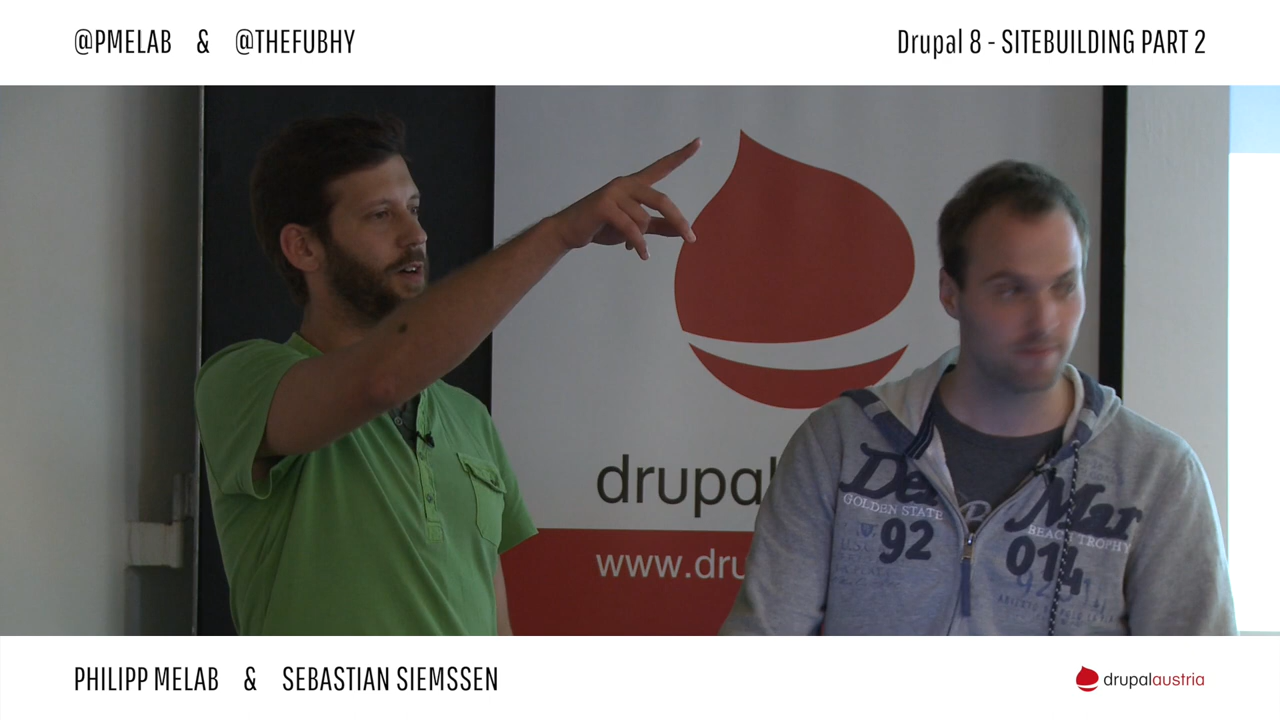 @PMELAB & @THEFUBHY
Drupal 8 - SITEBUILDING PART 2
drupal
www.dru
GOLDEN STATE
92
Mar
BEACH TROPHY
014
PHILIPP MELAB & SEBASTIAN SIEMSSEN
drupalaustria